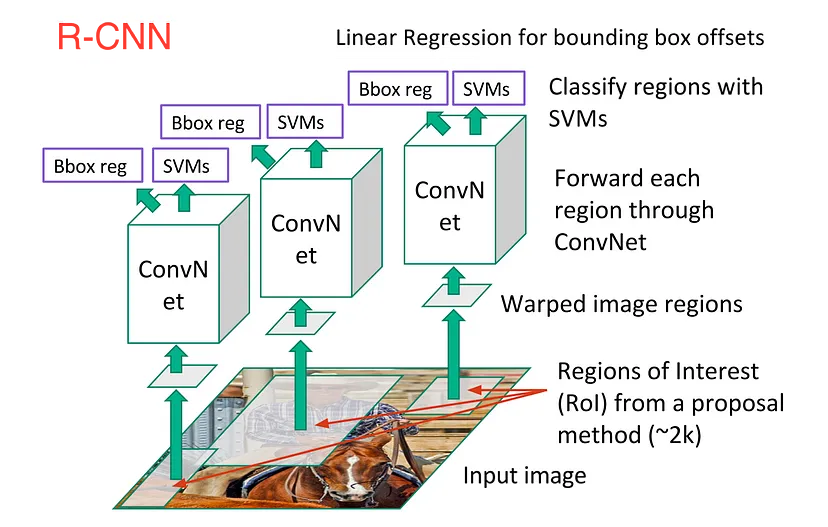 R-CNN
Linear Regression for bounding box offsets
Bbox reg
SVMs
Classify regions with
SVMs
Bbox reg
SVMs
Bbox reg
SVMs
ConvN
et
Forward each
region through
ConvNet
ConvN
et
ConvN
et
Warped image regions
Regions of Interest
(RoI) from a proposal
method (~2k)
Input image